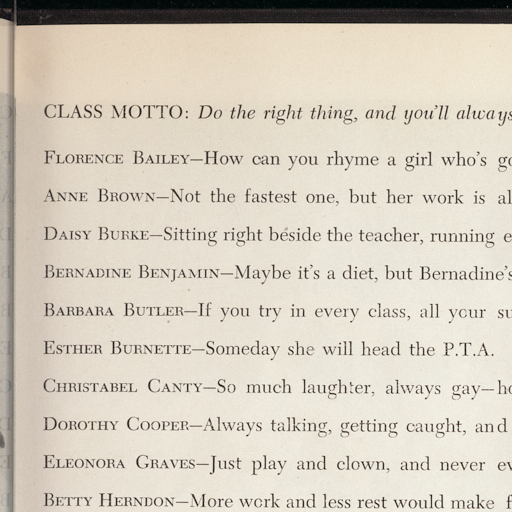 CLASS MOTTO: Do the right thing, and you'll always
FLORENCE BAILEY—How can you rhyme a girl who's
ANNE BROWN—Not the fastest one, but her work is
DAISY BURKE—Sitting right beside the teacher, running
BERNADINE BENJAMIN—Maybe it's a diet, but Bernadine's
BARBARA BUTLER—If you try in every class, all your
ESTHER BURNETTE—Someday she will head the P.T.A.
CHRISTABEL CANTY—So much laughter, always gay—
DOROTHY COOPER—Always talking, getting caught, and
ELEONORA GRAVES—Just play and clown, and never
BETTY HERNDON—More work and less rest would make